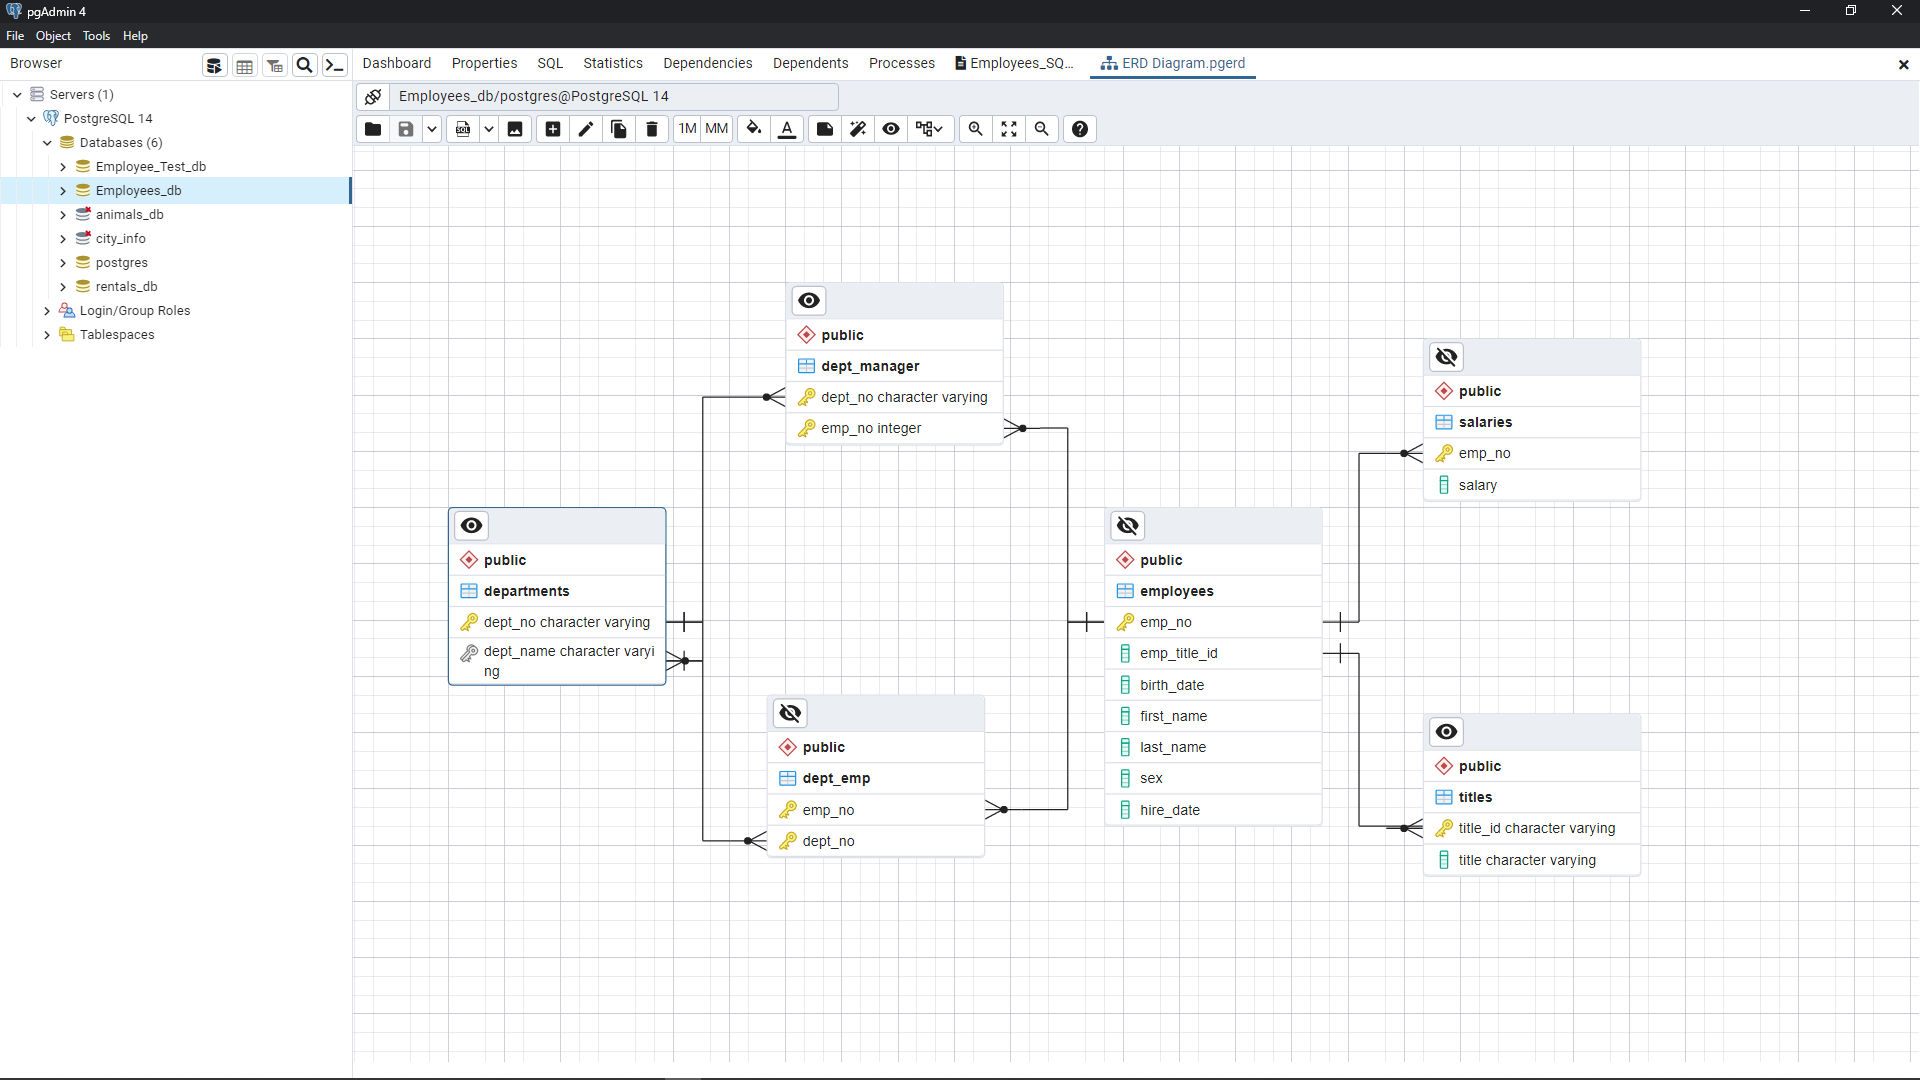 pgAdmin 4
File Object Tools Help
Browser
Dashboard Properties SQL Statistics Dependencies Dependents Processes Employees_SQ... ERD Diagram.pgerd
Servers (1)
PostgreSQL 14
Databases (6)
Employee_Test_db
Employees_db
animals_db
city_info
postgres
rentals_db
Login/Group Roles
Tablespaces
Employees_db/postgres@PostgreSQL 14
SQL 1M MM A
public
dept_manager
dept_no character varying
emp_no integer
public
departments
dept_no character varying
dept_name character varyi
ng
public
dept_emp
emp_no
dept_no
public
employees
emp_no
emp_title_id
birth_date
first_name
last_name
sex
hire_date
public
salaries
emp_no
salary
public
titles
title_id character varying
title character varying